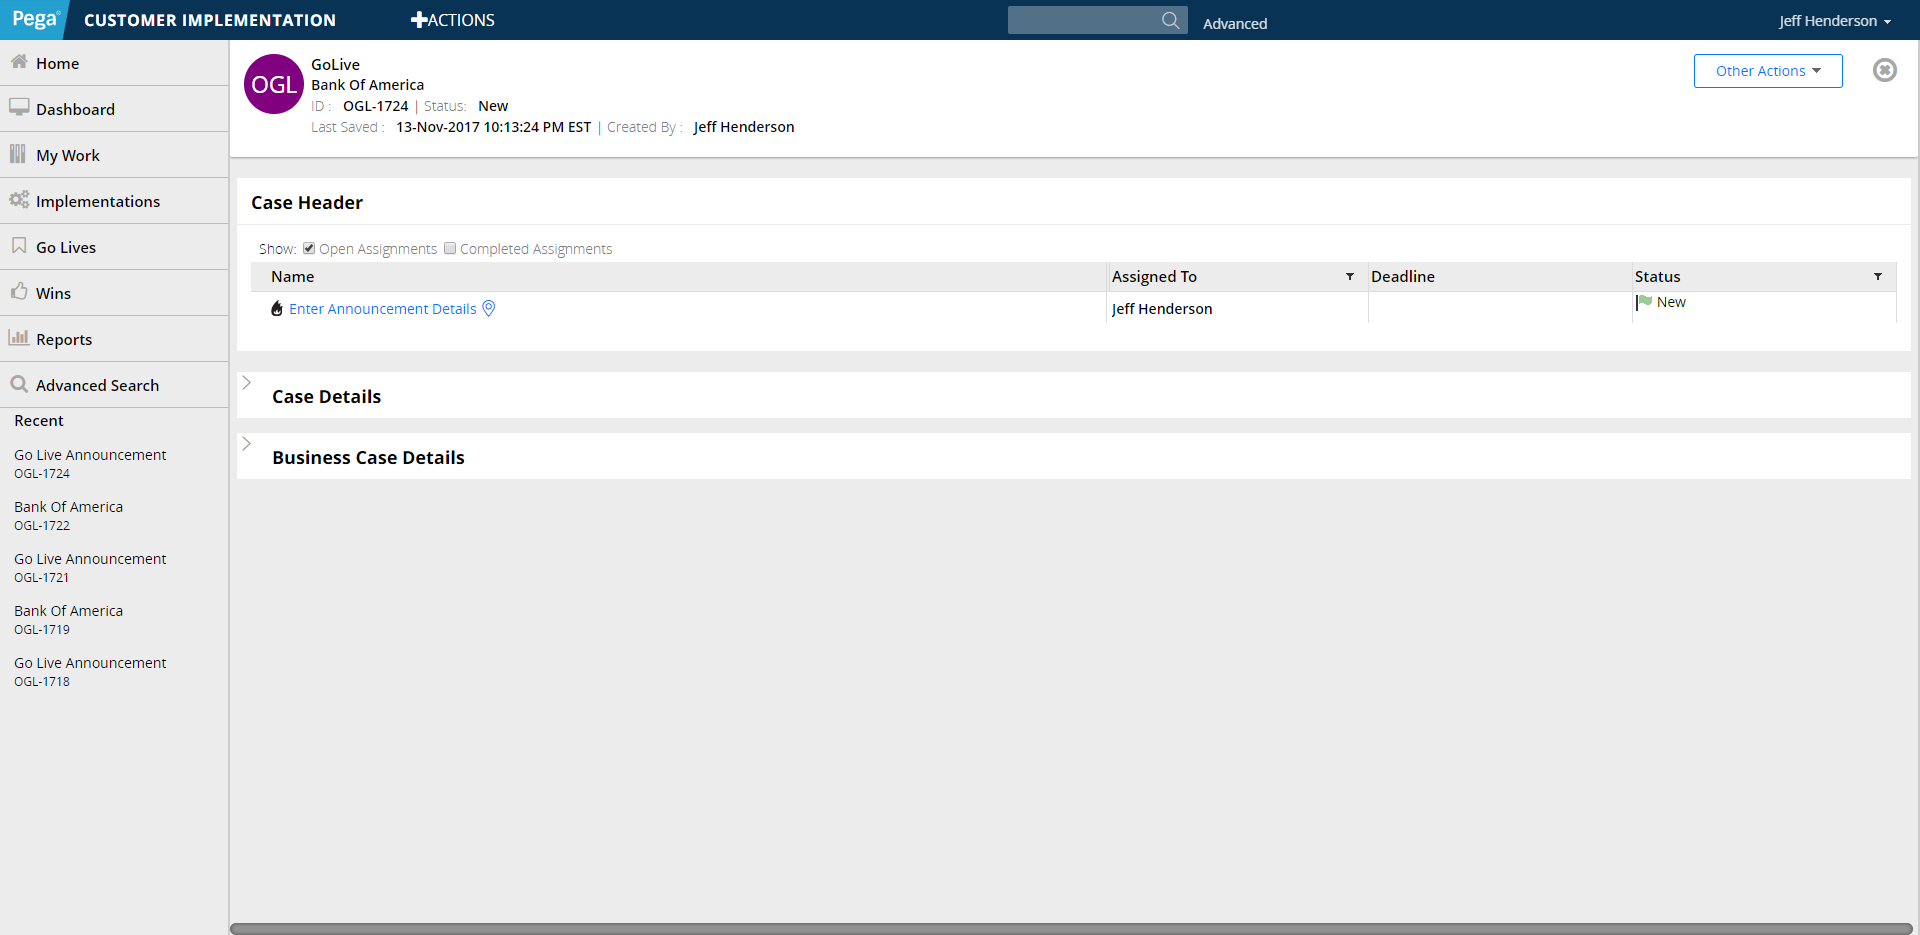 Pega® CUSTOMER IMPLEMENTATION ACTIONS Advanced Jeff Henderson
Home
Dashboard
My Work
Implementations
Go Lives
Wins
Reports
Advanced Search
Recent
Go Live Announcement
OGL-1724
Bank Of America
OGL-1722
Go Live Announcement
OGL-1721
Bank Of America
OGL-1719
Go Live Announcement
OGL-1718
OGL
GoLive
Bank Of America
ID : OGL-1724 | Status: New
Last Saved : 13-Nov-2017 10:13:24 PM EST | Created By : Jeff Henderson
Other Actions
Case Header
Show: Open Assignments Completed Assignments
Name Assigned To Deadline Status
Enter Announcement Details Jeff Henderson New
Case Details
Business Case Details